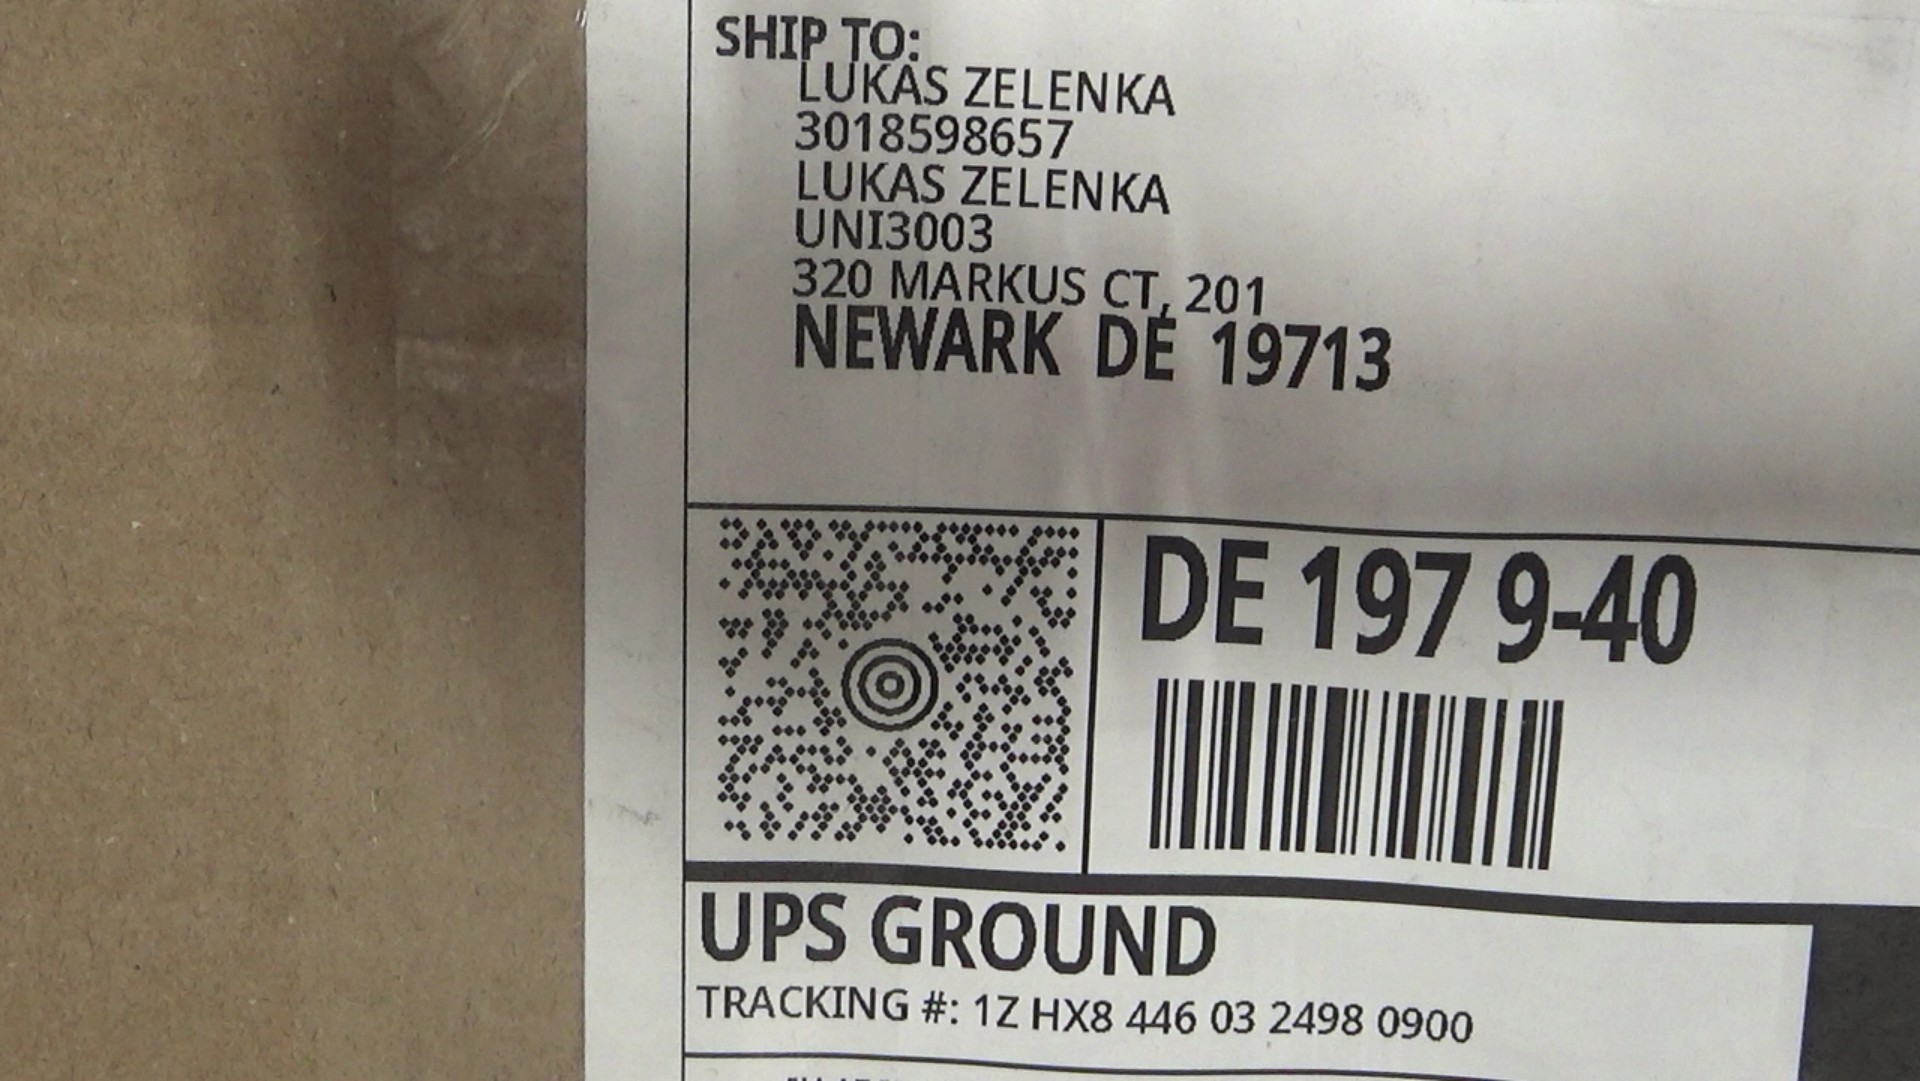 SHIP TO:
LUKAS ZELENKA
3018598657
LUKAS ZELENKA
UNI3003
320 MARKUS CT, 201
NEWARK DE 19713
DE 197 9-40
UPS GROUND
TRACKING #: 1Z HX8 446 03 2498 0900